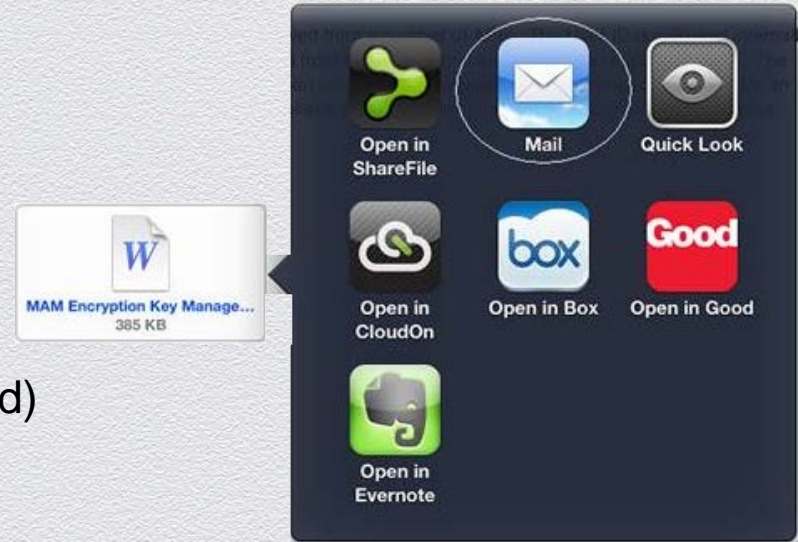 Open in
ShareFile
Mail
Quick Look
W
MAM Encryption Key Manage...
385 KB
box
Good
Open in
CloudOn
Open in Box
Open in Good
d)
Open in
Evernote